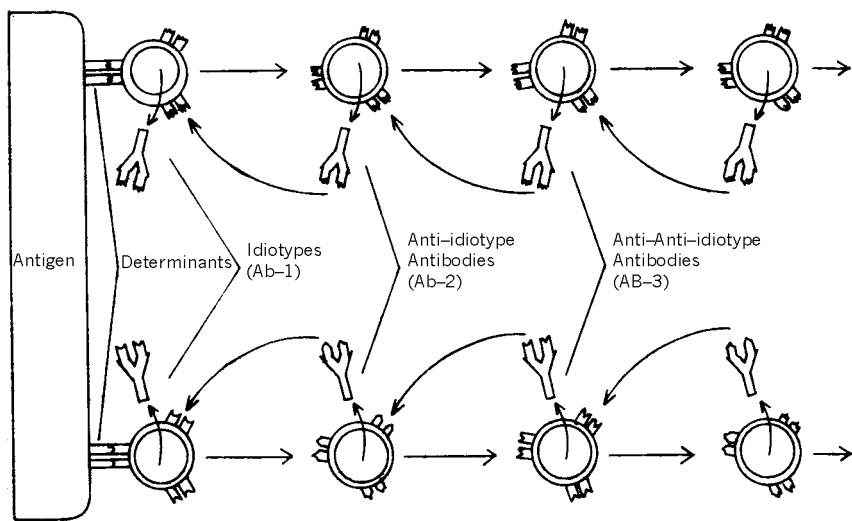 Antigen
Determinants
Idiotypes
(Ab–1)
Anti–idiotype
Antibodies
(Ab–2)
Anti–Anti–idiotype
Antibodies
(AB–3)